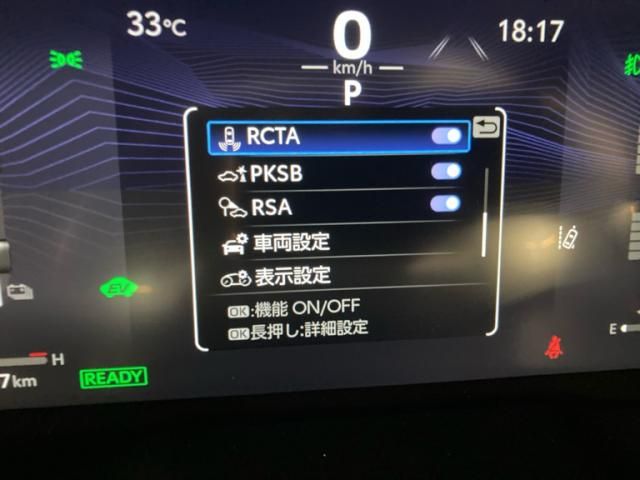 33℃
0
18:17
km/h
P
RCTA
PKSB
RSA
車両設定
表示設定
OK:機能 ON/OFF
OK長押し:詳細設定
EV
H
7km
READY
E